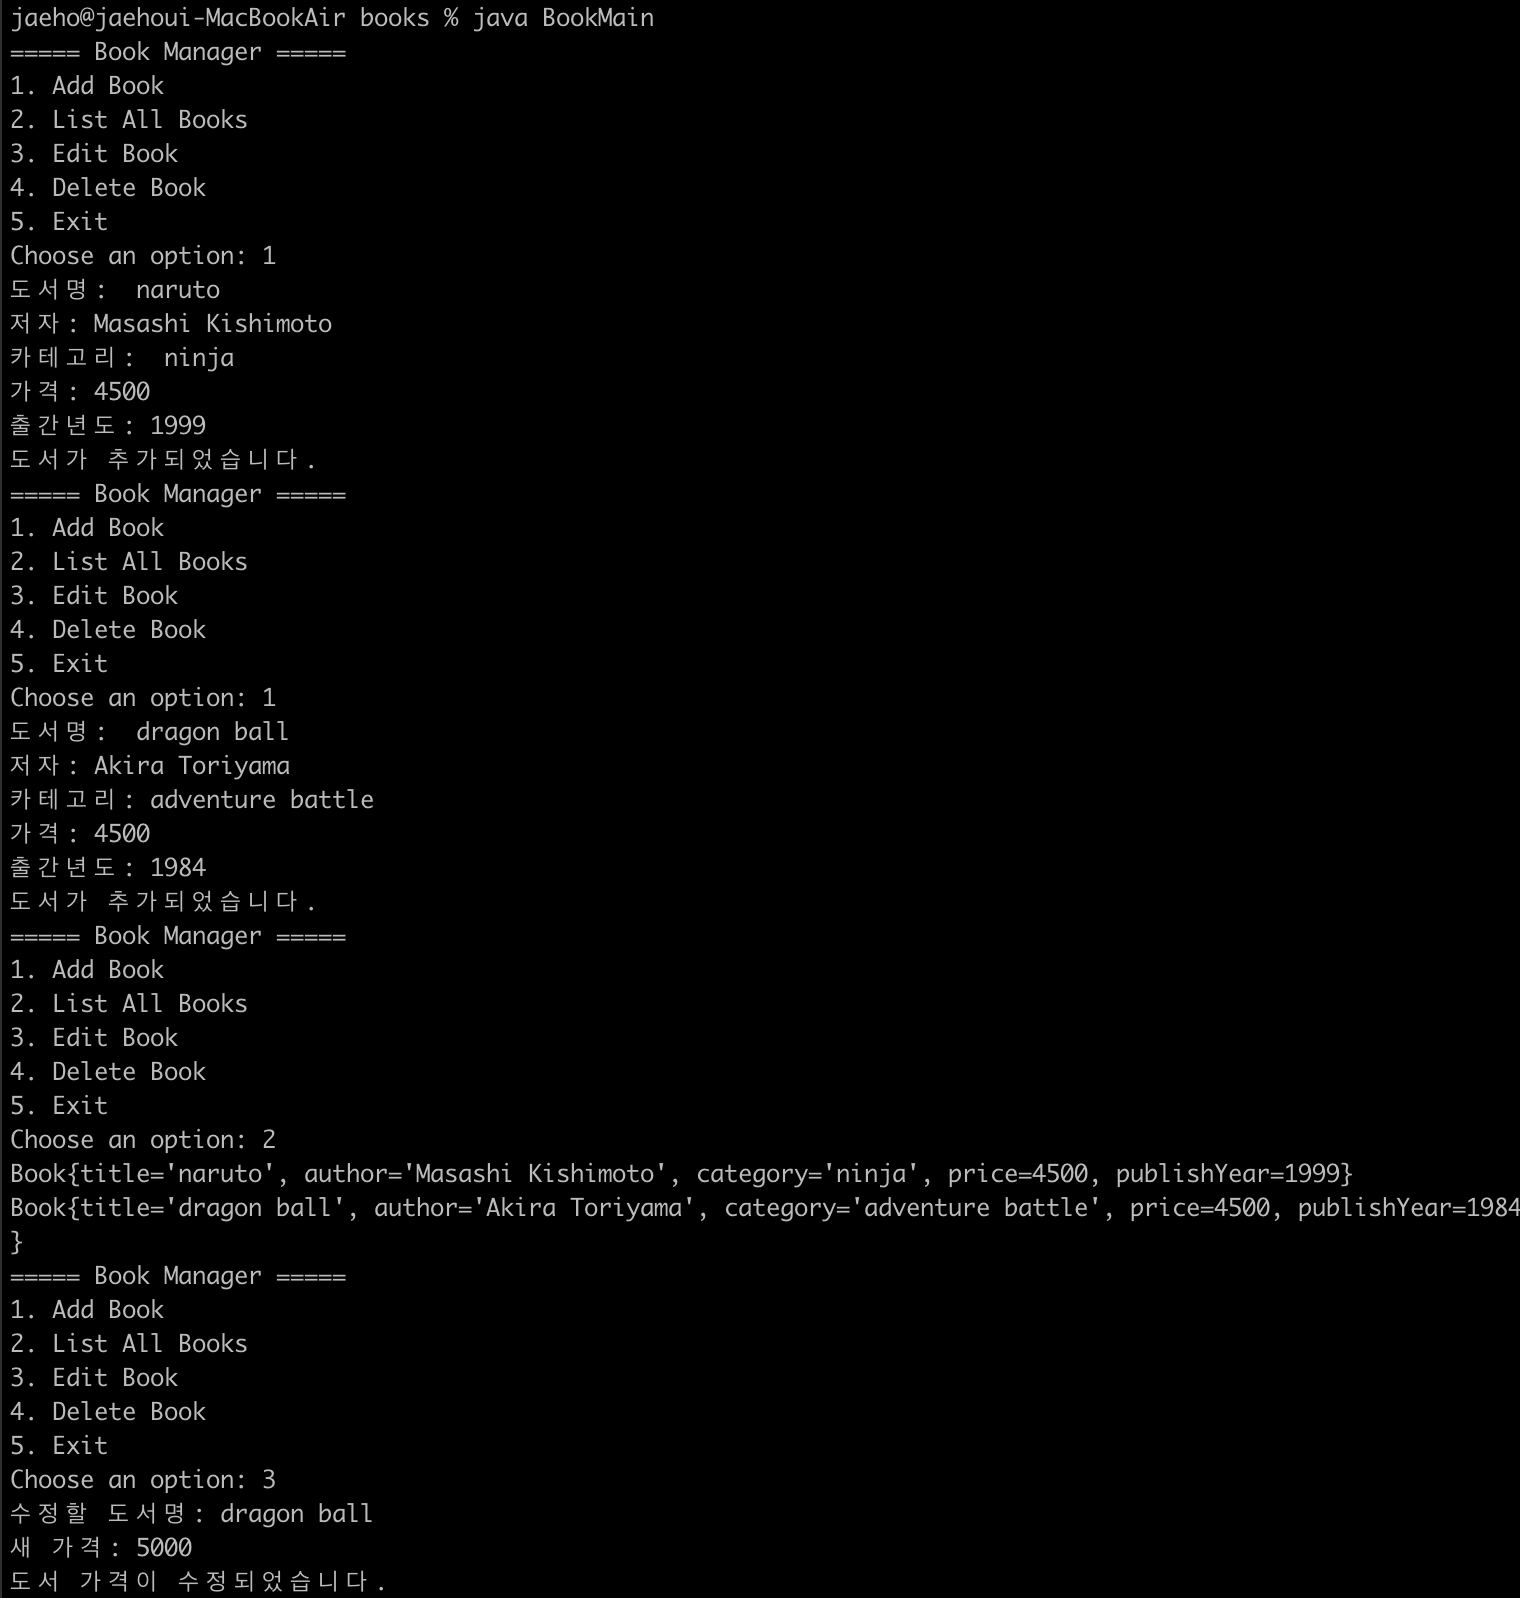 jaeho@jaehoui-MacBookAir books % java BookMain
===== Book Manager =====
1. Add Book
2. List All Books
3. Edit Book
4. Delete Book
5. Exit
Choose an option: 1
도서명:  naruto
저자: Masashi Kishimoto
카테고리:  ninja
가격: 4500
출간년도: 1999
도서가 추가되었습니다.
===== Book Manager =====
1. Add Book
2. List All Books
3. Edit Book
4. Delete Book
5. Exit
Choose an option: 1
도서명:  dragon ball
저자: Akira Toriyama
카테고리: adventure battle
가격: 4500
출간년도: 1984
도서가 추가되었습니다.
===== Book Manager =====
1. Add Book
2. List All Books
3. Edit Book
4. Delete Book
5. Exit
Choose an option: 2
Book{title='naruto', author='Masashi Kishimoto', category='ninja', price=4500, publishYear=1999}
Book{title='dragon ball', author='Akira Toriyama', category='adventure battle', price=4500, publishYear=1984
}
===== Book Manager =====
1. Add Book
2. List All Books
3. Edit Book
4. Delete Book
5. Exit
Choose an option: 3
수정할 도서명: dragon ball
새 가격: 5000
도서 가격이 수정되었습니다.